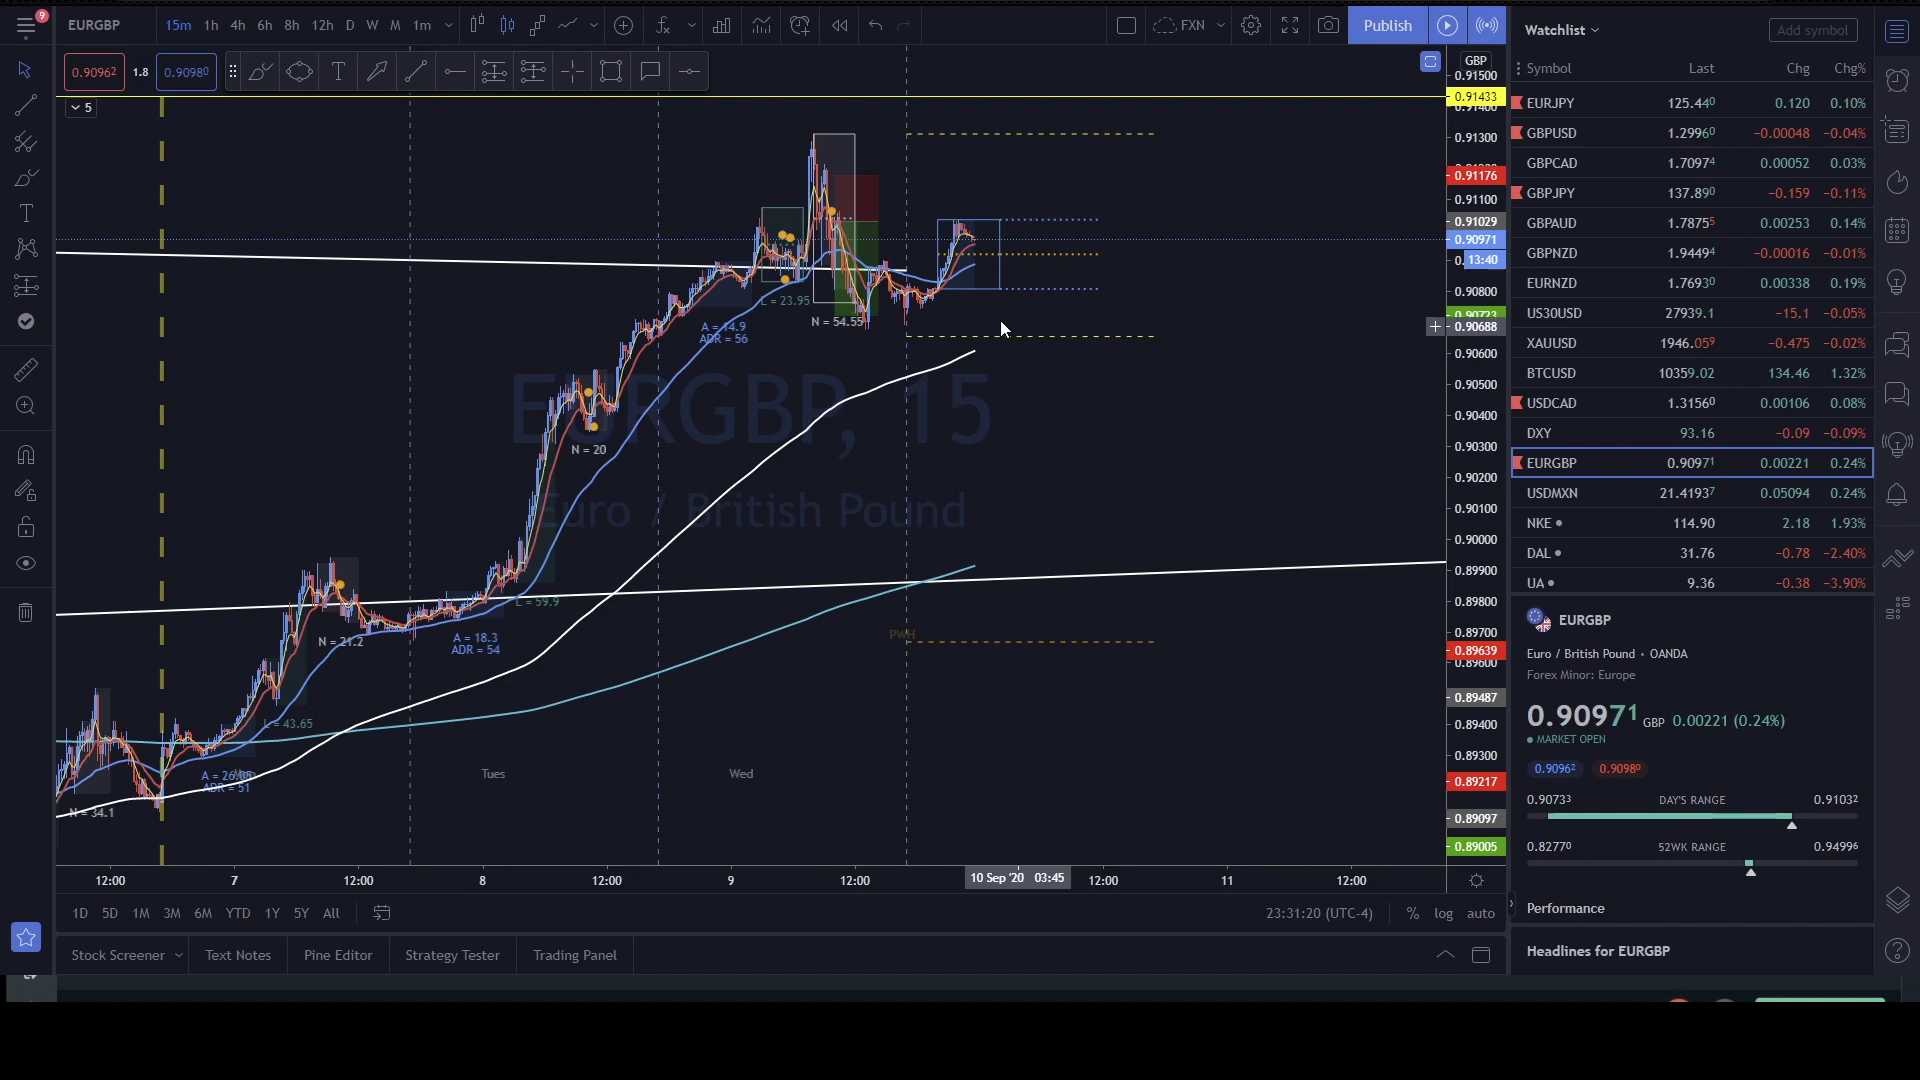 9
EURGBP
15m 1h 4h 6h 8h 12h D W M 1m
FXN
Publish
Watchlist
Add symbol
0.90962 1.8 0.90980
T
5
Symbol Last Chg Chg%
EURJPY 125.440 0.120 0.10%
GBPUSD 1.29960 −0.00048 −0.04%
GBPCAD 1.70974 0.00052 0.03%
GBPJPY 137.890 −0.159 −0.11%
GBPAUD 1.78755 0.00253 0.14%
GBPNZD 1.94494 −0.00016 −0.01%
EURNZD 1.76930 0.00338 0.19%
US30USD 27939.1 −15.1 −0.05%
XAUUSD 1946.059 −0.475 −0.02%
BTCUSD 10359.02 134.46 1.32%
USDCAD 1.31560 0.00106 0.08%
DXY 93.16 −0.09 −0.09%
EURGBP 0.90971 0.00221 0.24%
USDMXN 21.41937 0.05094 0.24%
NKE 114.90 2.18 1.93%
DAL 31.76 −0.78 −2.40%
UA 9.36 −0.38 −3.90%
EURGBP
Euro / British Pound • OANDA
Forex Minor: Europe
0.90971 GBP 0.00221 (0.24%)
MARKET OPEN
0.90962 0.90980
0.90733 DAY'S RANGE 0.91032
0.82770 52WK RANGE 0.94996
Performance
Headlines for EURGBP
GBP
0.91500
0.91433
0.91400
0.91300
0.91176
0.91100
0.91029
0.90971
13:40
0.90800
0.90723
0.90688
0.90600
0.90500
0.90400
0.90300
0.90200
0.90100
0.90000
0.89900
0.89800
0.89700
0.89639
0.89600
0.89487
0.89400
0.89300
0.89217
0.89097
0.89005
EURGBP, 15
Euro / British Pound
L = 23.95
N = 54.55
A = 14.9
ADR = 56
N = 20
L = 59.9
N = 21.2
A = 18.3
ADR = 54
PWH
L = 43.65
ADR = 51
N = 34.1
Tues
Wed
12:00 7 12:00 8 12:00 9 12:00 10 Sep '20 03:45 12:00 11 12:00
1D 5D 1M 3M 6M YTD 1Y 5Y All
23:31:20 (UTC-4) % log auto
Stock Screener Text Notes Pine Editor Strategy Tester Trading Panel